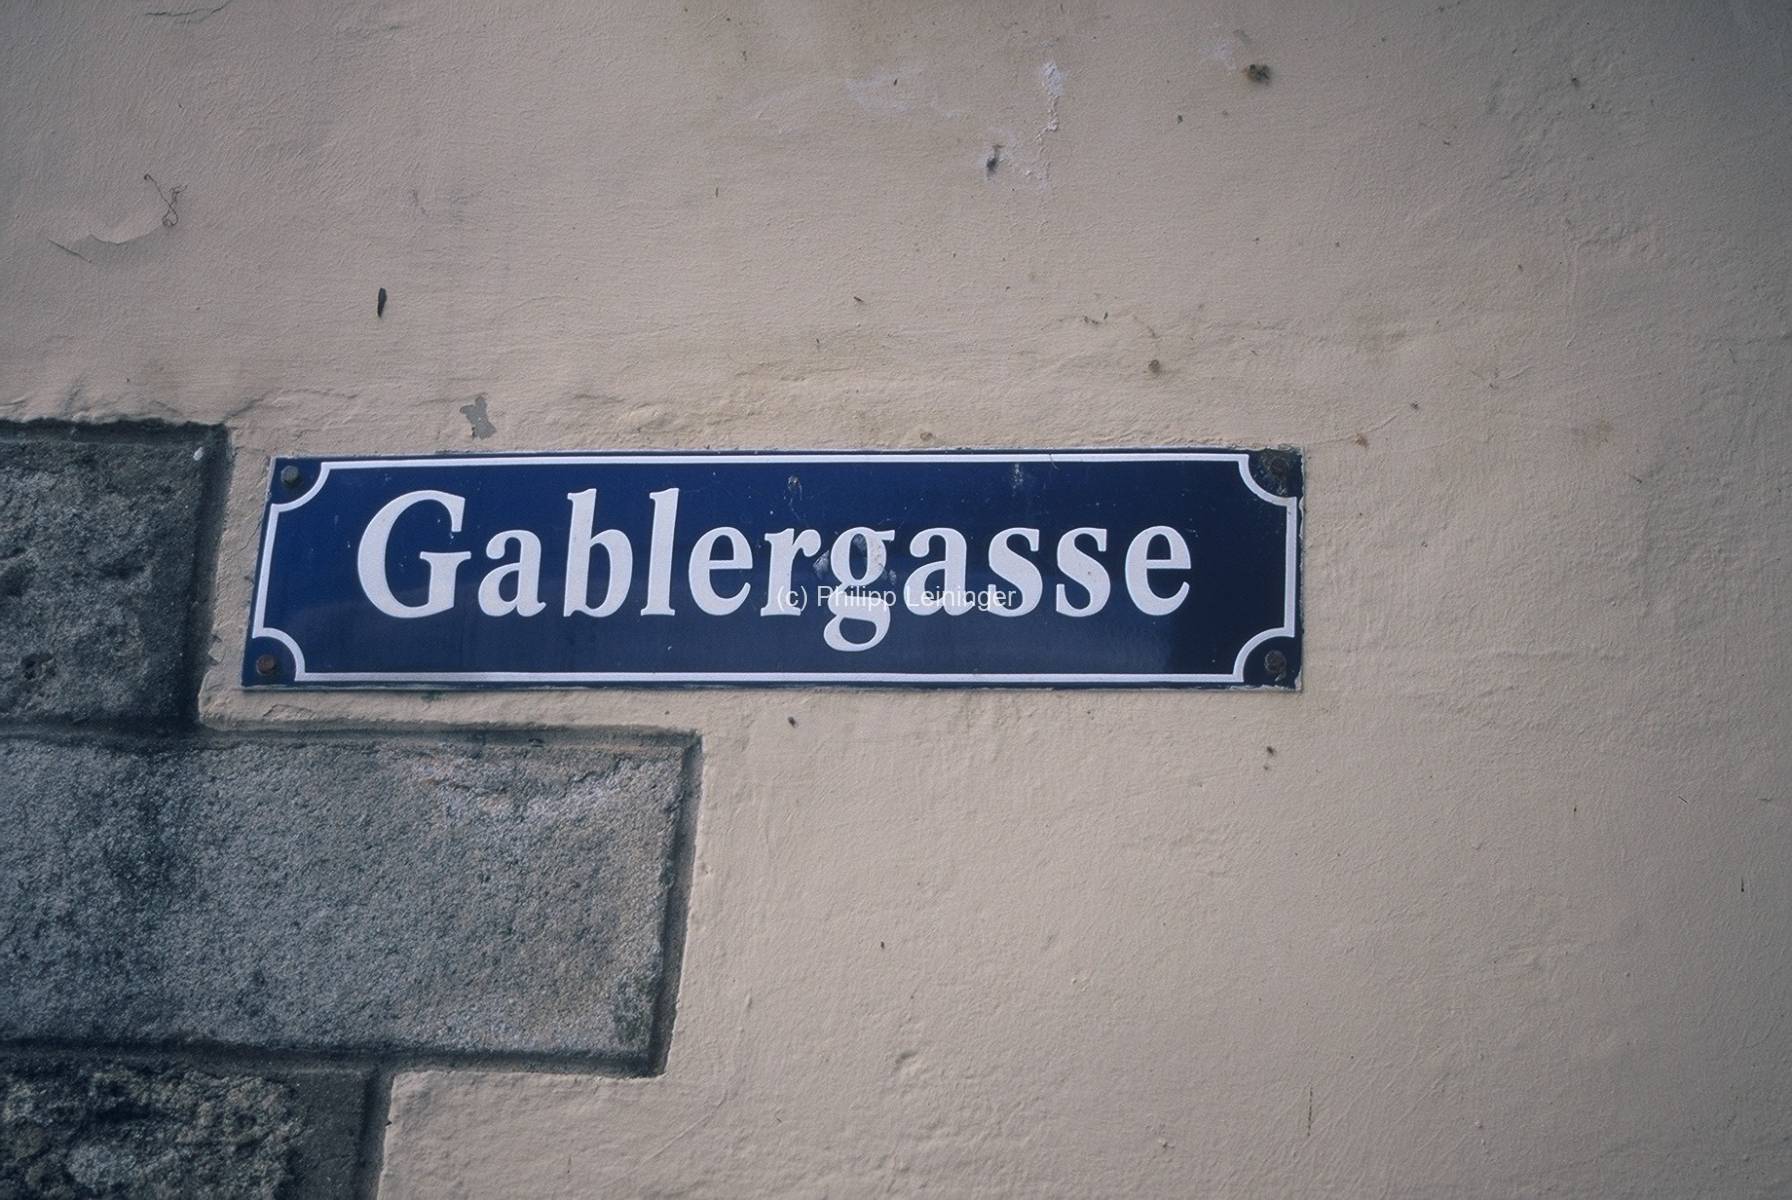 Gablergasse
(c) Philipp Leininger